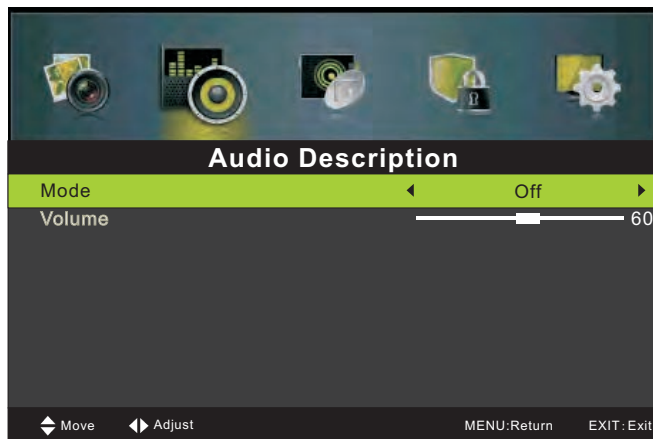 Audio Description
Mode Off
Volume 60
Move Adjust MENU:Return EXIT:Exit